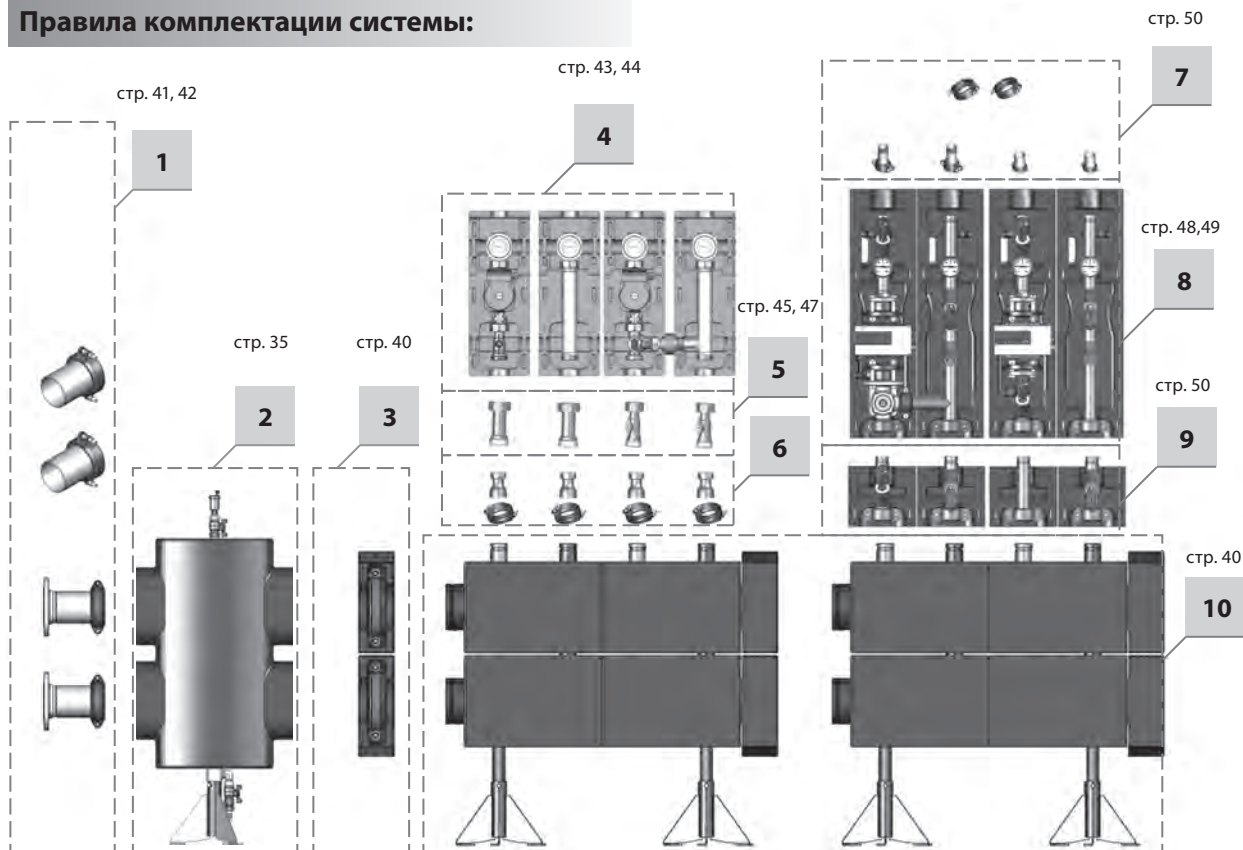 Правила комплектации системы:
стр. 50
7
стр. 43, 44
4
стр. 41, 42
1
стр. 48,49
8
стр. 45, 47
5
стр. 35
2
стр. 40
3
стр. 50
9
6
стр. 40
10